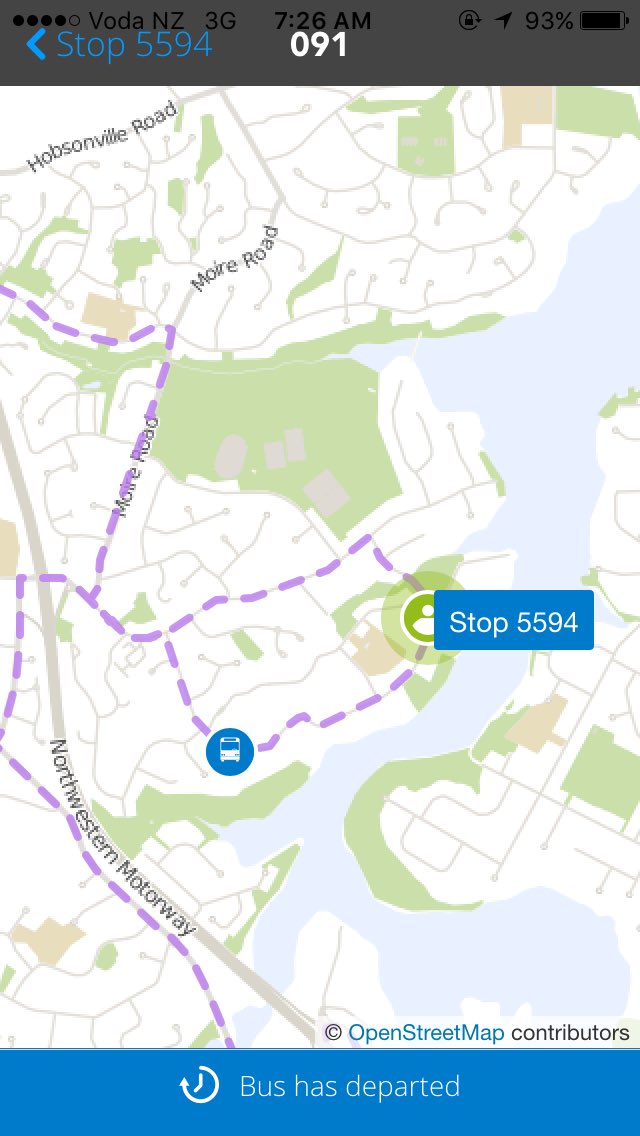 Voda NZ 3G 7:26 AM 93%
Stop 5594 091
Hobsonville Road
Moire Road
Moire Road
Stop 5594
Northwestern Motorway
© OpenStreetMap contributors
Bus has departed